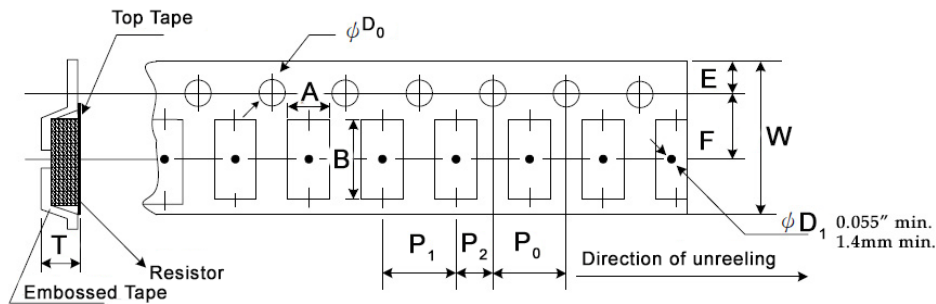 Top Tape
ϕD0
A
E
B
F
W
ϕD1 0.055" min.
1.4mm min.
T
P1
P2
P0
Direction of unreeling
Resistor
Embossed Tape